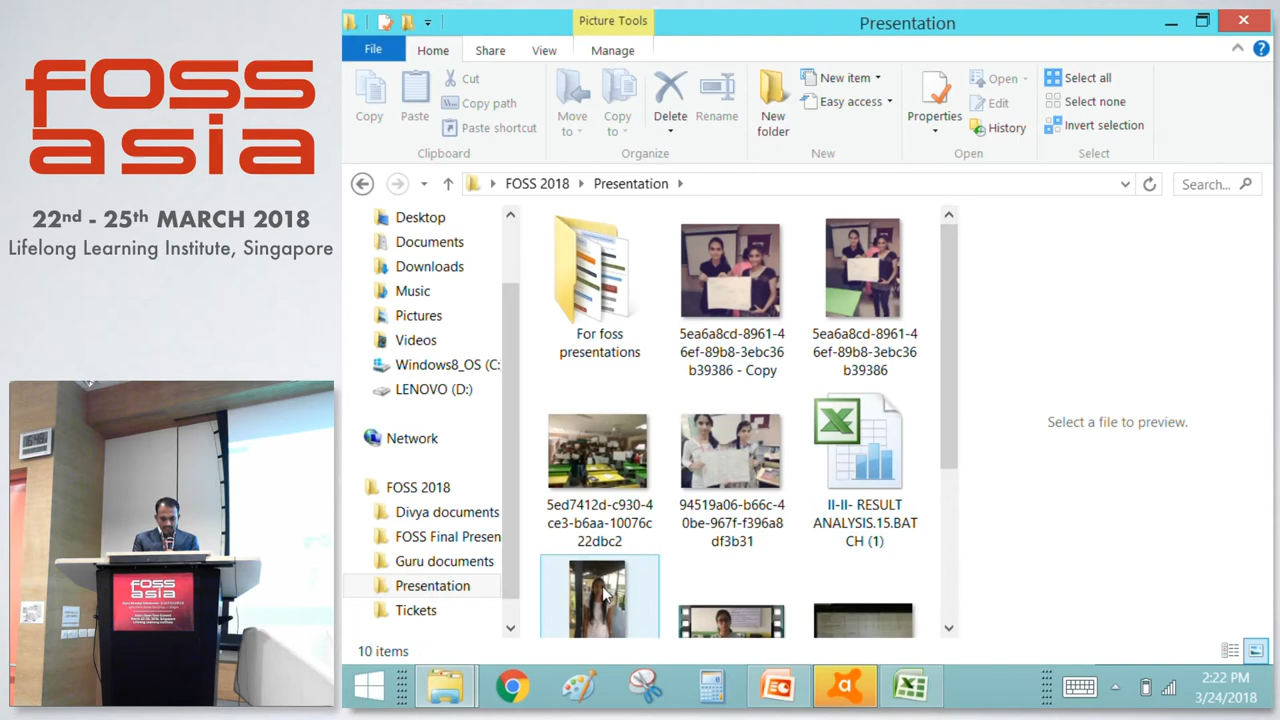 foss
asia
22nd - 25th MARCH 2018
Lifelong Learning Institute, Singapore
Picture Tools
Presentation
File
Home
Share
View
Manage
Copy
Paste
Cut
Copy path
Paste shortcut
Clipboard
Move to
Copy to
Delete
Rename
Organize
New folder
New item
Easy access
New
Properties
Open
Edit
History
Open
Select all
Select none
Invert selection
Select
FOSS 2018
Presentation
Search...
Desktop
Documents
Downloads
Music
Pictures
Videos
Windows8_OS (C:
LENOVO (D:)
Network
FOSS 2018
Divya documents
FOSS Final Presen
Guru documents
Presentation
Tickets
For foss
presentations
5ea6a8cd-8961-4
6ef-89b8-3ebc36
b39386 - Copy
5ea6a8cd-8961-4
6ef-89b8-3ebc36
b39386
5ed7412d-c930-4
ce3-b6aa-10076c
22dbc2
94519a06-b66c-4
0be-967f-f396a8
df3b31
II-II- RESULT
ANALYSIS.15.BAT
CH (1)
Select a file to preview.
10 items
2:22 PM
3/24/2018
foss
asia